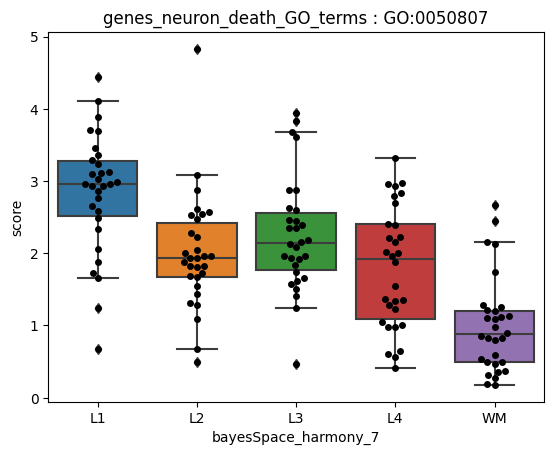 genes_neuron_death_GO_terms : GO:0050807
5
4
3
2
1
0
score
L1 L2 L3 L4 WM
bayesSpace_harmony_7